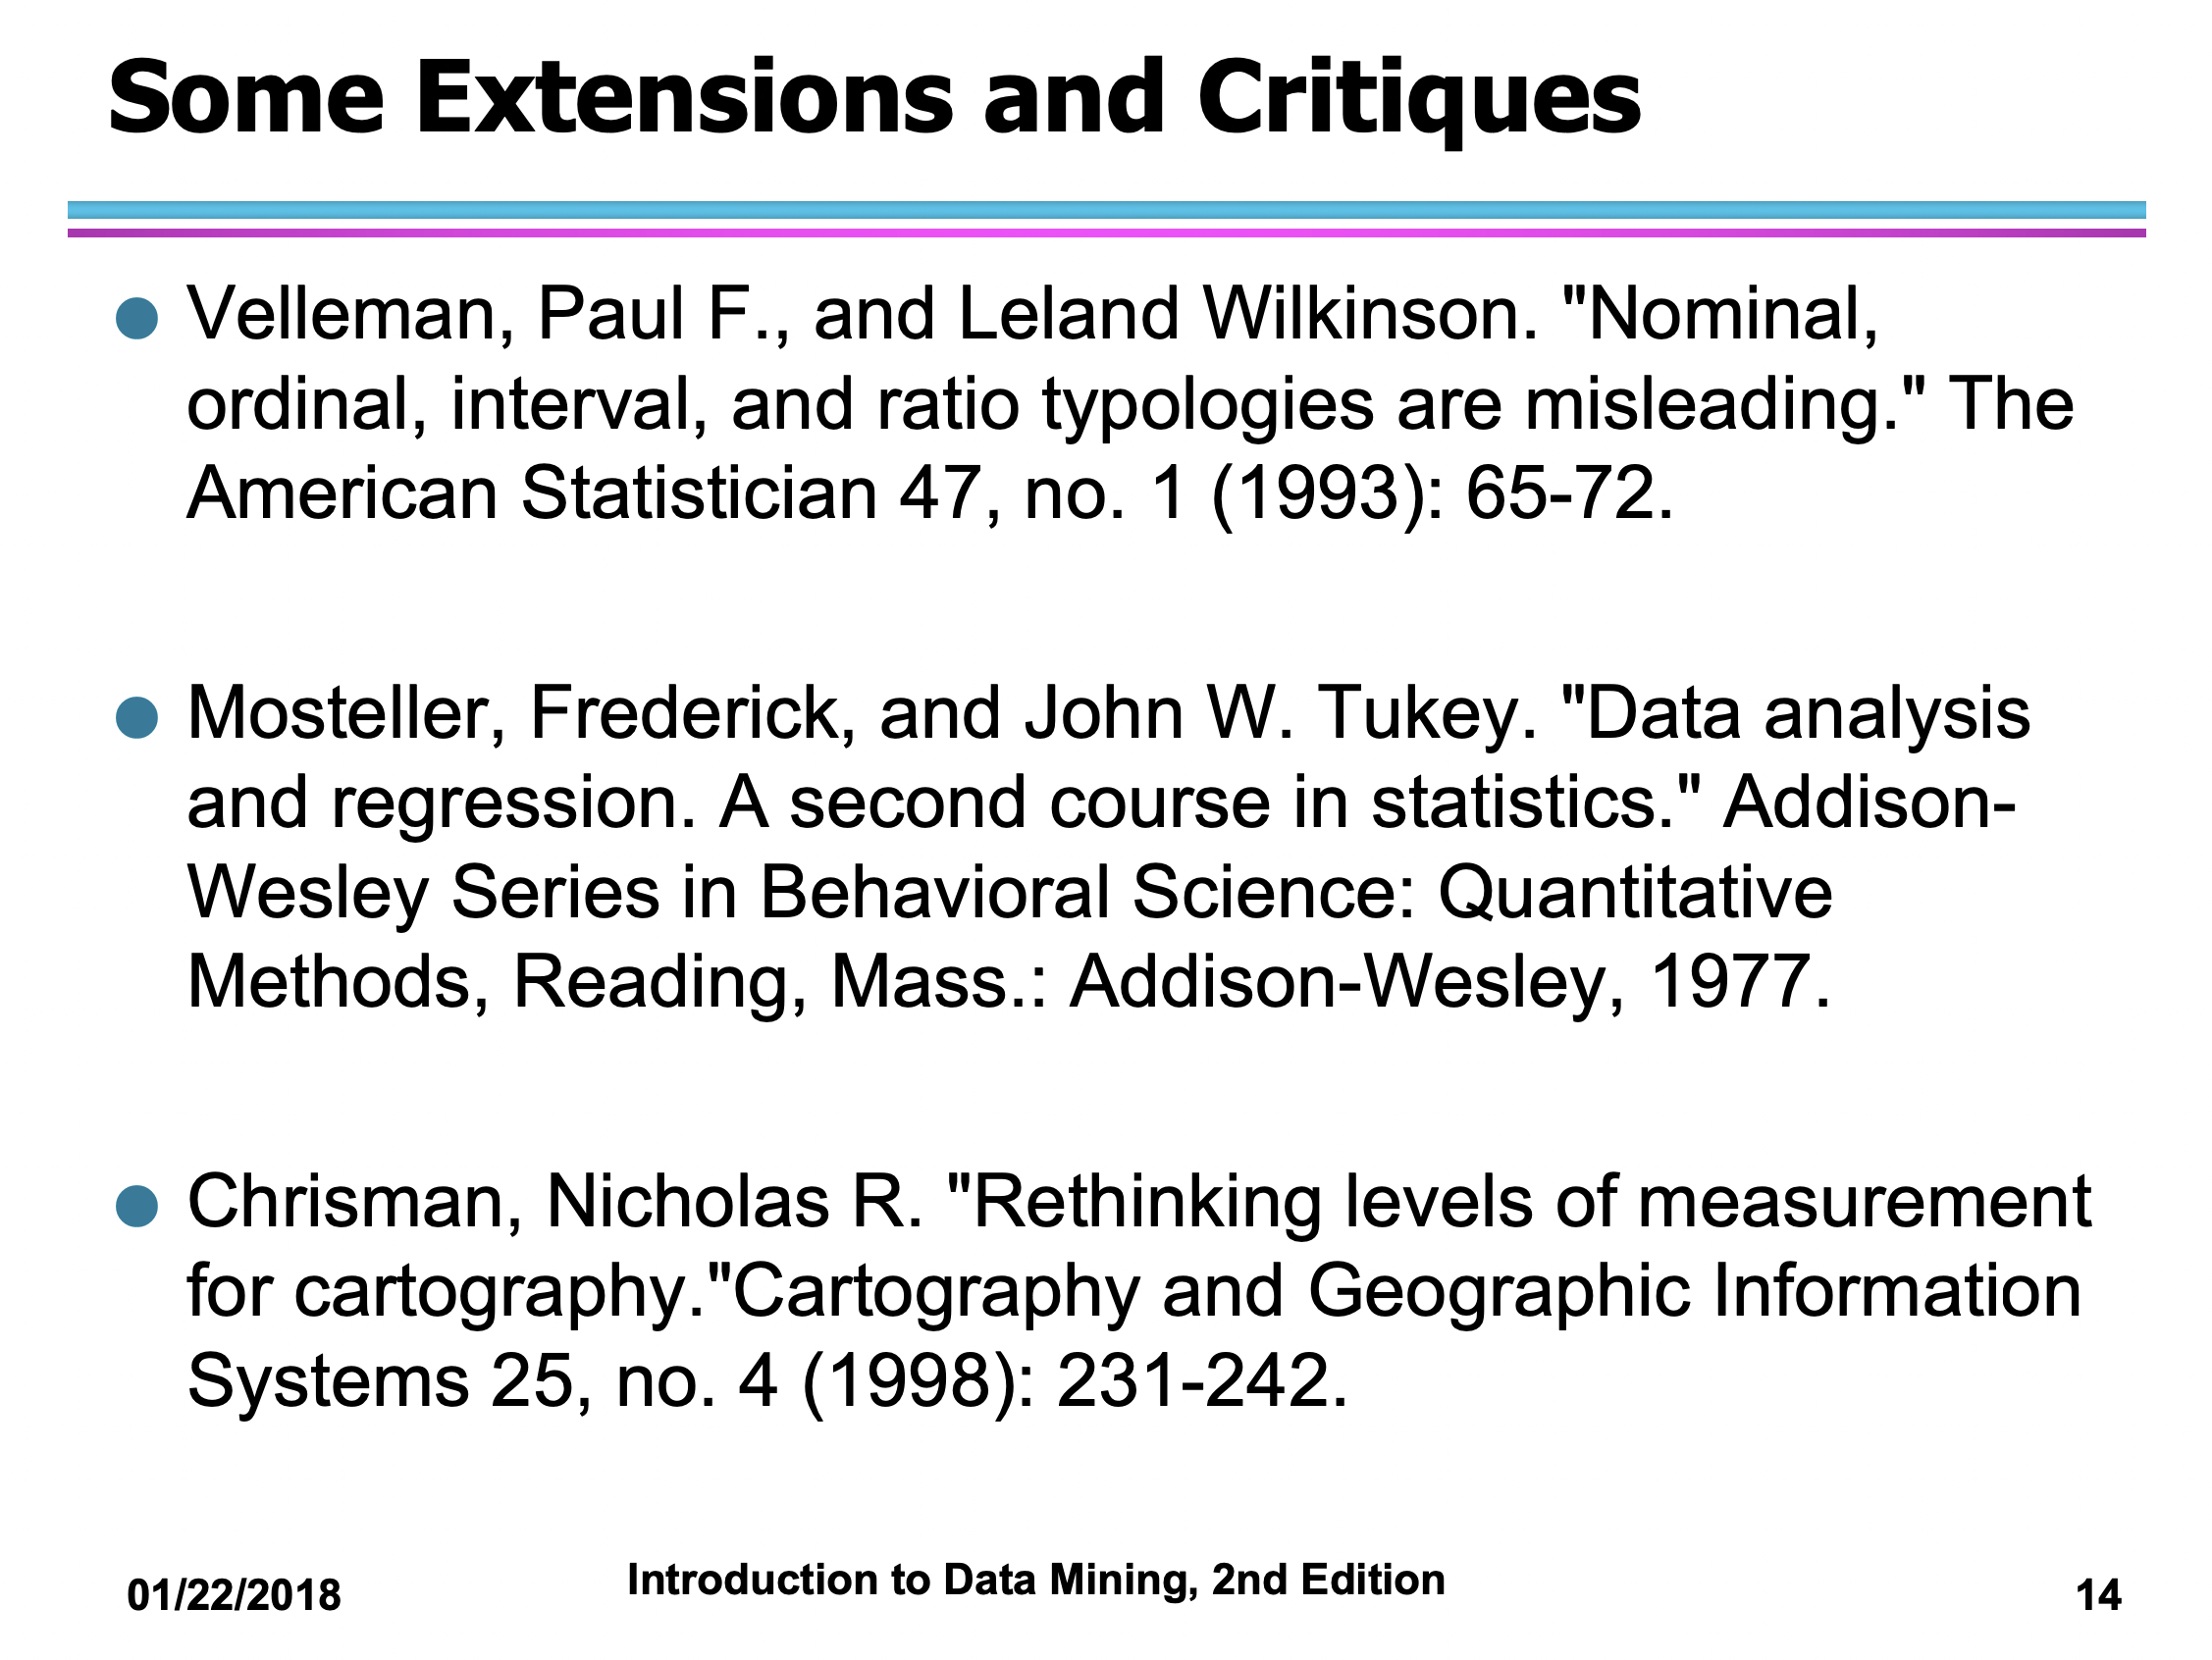 Some Extensions and Critiques
Velleman, Paul F., and Leland Wilkinson. "Nominal,
ordinal, interval, and ratio typologies are misleading." The
American Statistician 47, no. 1 (1993): 65-72.
Mosteller, Frederick, and John W. Tukey. "Data analysis
and regression. A second course in statistics." Addison-
Wesley Series in Behavioral Science: Quantitative
Methods, Reading, Mass.: Addison-Wesley, 1977.
Chrisman, Nicholas R. "Rethinking levels of measurement
for cartography."Cartography and Geographic Information
Systems 25, no. 4 (1998): 231-242.
01/22/2018
Introduction to Data Mining, 2nd Edition
14